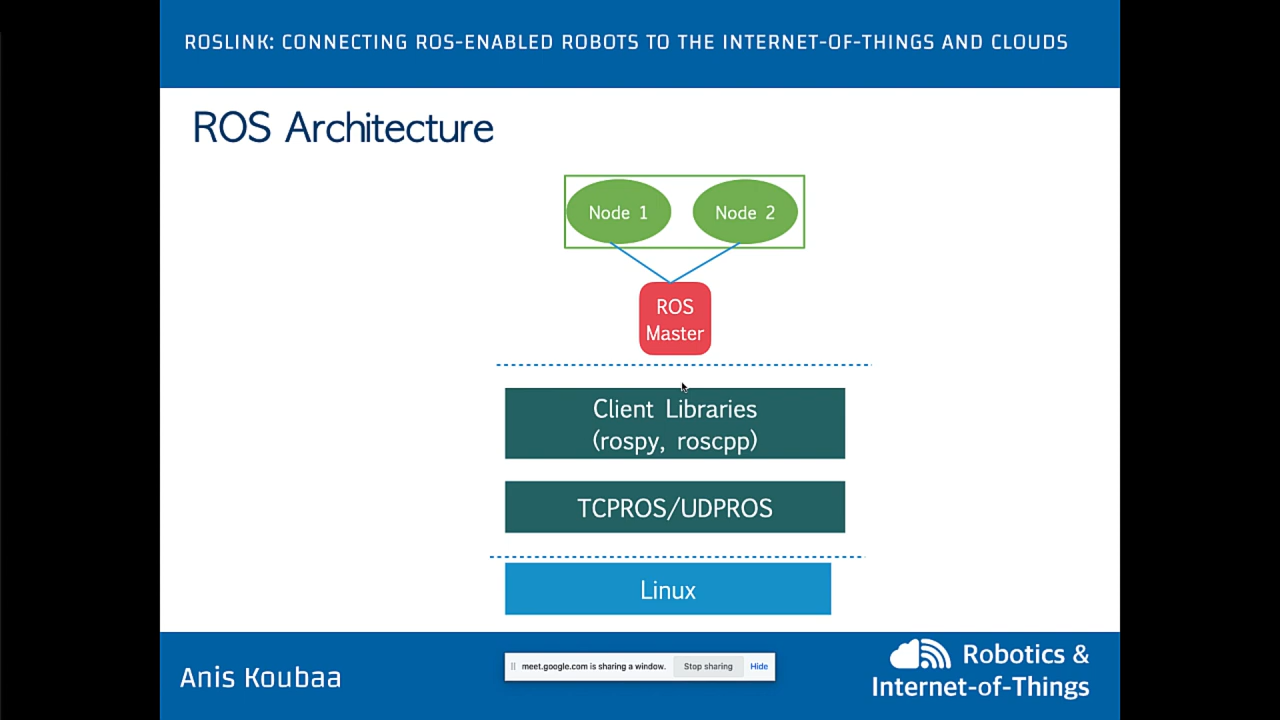 ROSLINK: CONNECTING ROS-ENABLED ROBOTS TO THE INTERNET-OF-THINGS AND CLOUDS
ROS Architecture
Node 1
Node 2
ROS
Master
Client Libraries
(rospy, roscpp)
TCPROS/UDPROS
Linux
Anis Koubaa
meet.google.com is sharing a window.
Stop sharing
Hide
Robotics &
Internet-of-Things